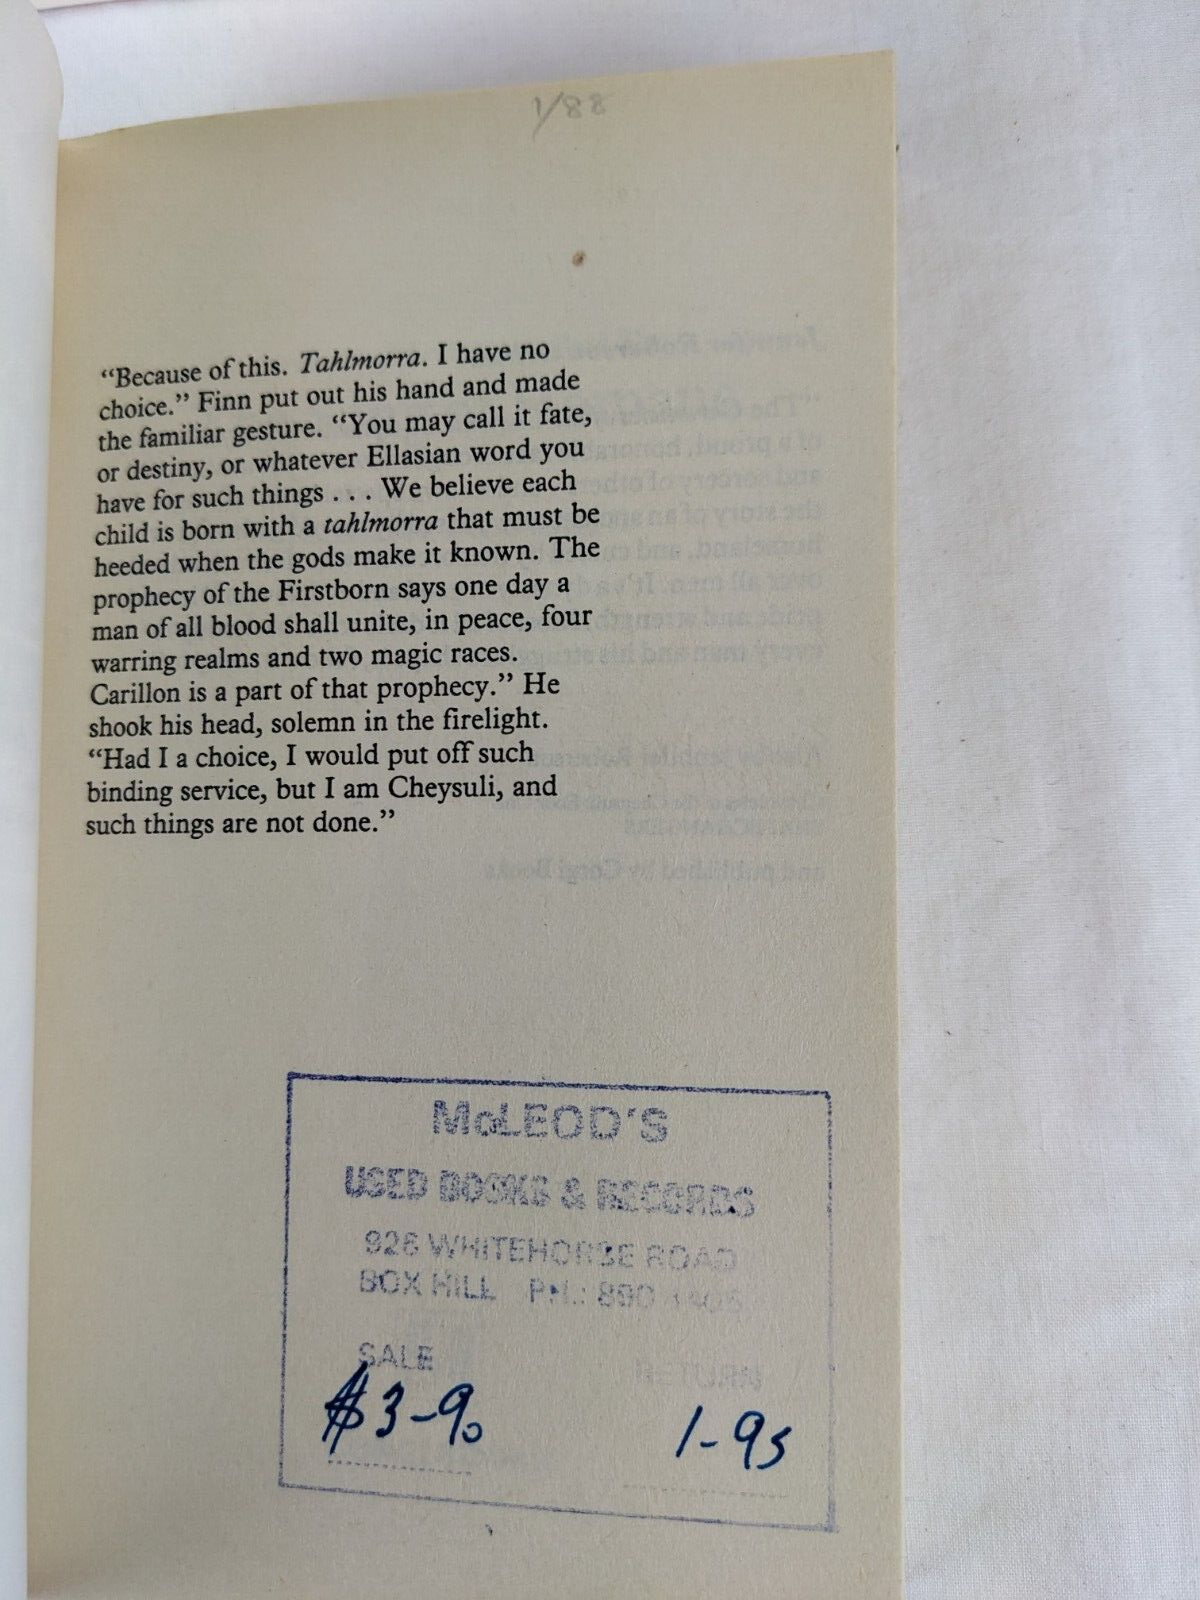 1/88
“Because of this. Tahlmorra. I have no
choice.” Finn put out his hand and made
the familiar gesture. “You may call it fate,
or destiny, or whatever Ellasian word you
have for such things . . . We believe each
child is born with a tahlmorra that must be
heeded when the gods make it known. The
prophecy of the Firstborn says one day a
man of all blood shall unite, in peace, four
warring realms and two magic races.
Carillon is a part of that prophecy.” He
shook his head, solemn in the firelight.
“Had I a choice, I would put off such
binding service, but I am Cheysuli, and
such things are not done.”
McLEOD'S
USED BOOKS & RECORDS
926 WHITEHORSE ROAD
BOX HILL PH.: 890
SALE RETURN
$3-90 1-95